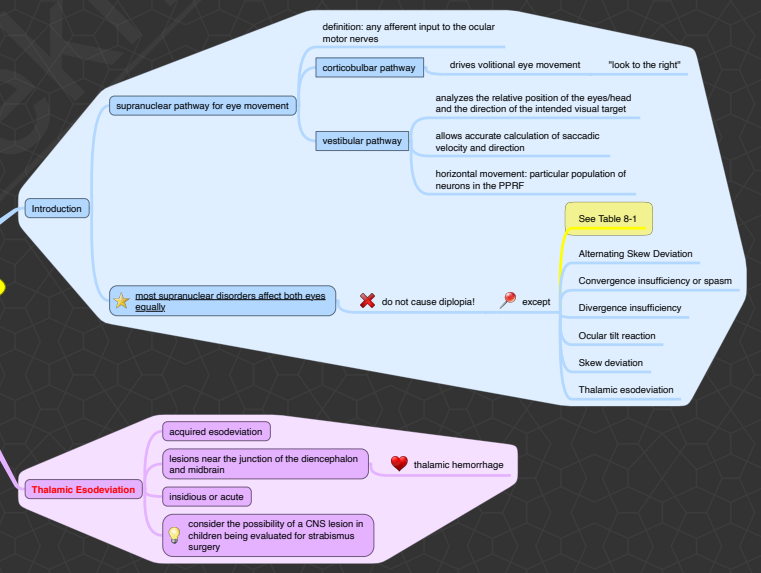 definition: any afferent input to the ocular
motor nerves
corticobulbar pathway
drives volitional eye movement
"look to the right"
supranuclear pathway for eye movement
analyzes the relative position of the eyes/head
and the direction of the intended visual target
vestibular pathway
allows accurate calculation of saccadic
velocity and direction
horizontal movement: particular population of
neurons in the PPRF
Introduction
most supranuclear disorders affect both eyes
equally
do not cause diplopia!
except
See Table 8-1
Alternating Skew Deviation
Convergence insufficiency or spasm
Divergence insufficiency
Ocular tilt reaction
Skew deviation
Thalamic esodeviation
Thalamic Esodeviation
acquired esodeviation
lesions near the junction of the diencephalon
and midbrain
thalamic hemorrhage
insidious or acute
consider the possibility of a CNS lesion in
children being evaluated for strabismus
surgery